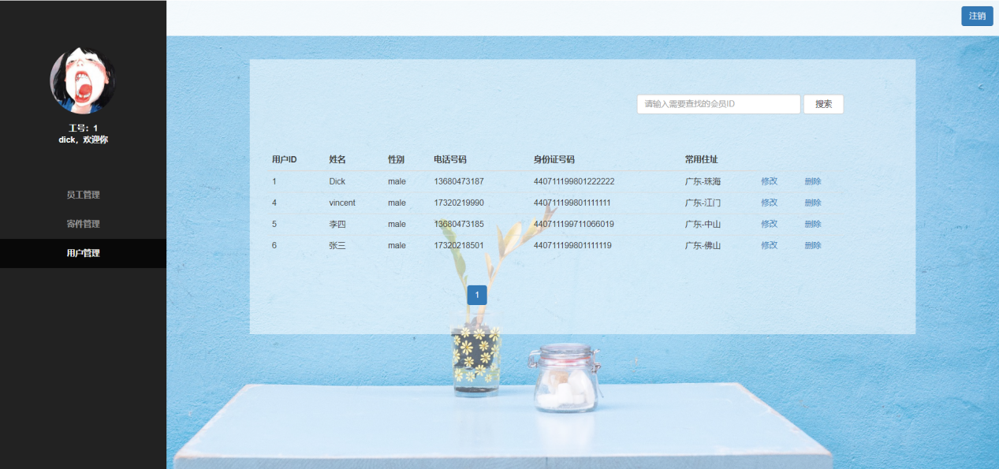 注销
工号：1
dick，欢迎你
员工管理
寄件管理
用户管理
请输入需要查找的会员ID 搜索
用户ID 姓名 性别 电话号码 身份证号码 常用住址
1 Dick male 13680473187 440711199801222222 广东-珠海 修改 删除
4 vincent male 17320219990 440711199801111111 广东-江门 修改 删除
5 李四 male 13680473185 440711199711066019 广东-中山 修改 删除
6 张三 male 17320218501 440711199801111119 广东-佛山 修改 删除
1